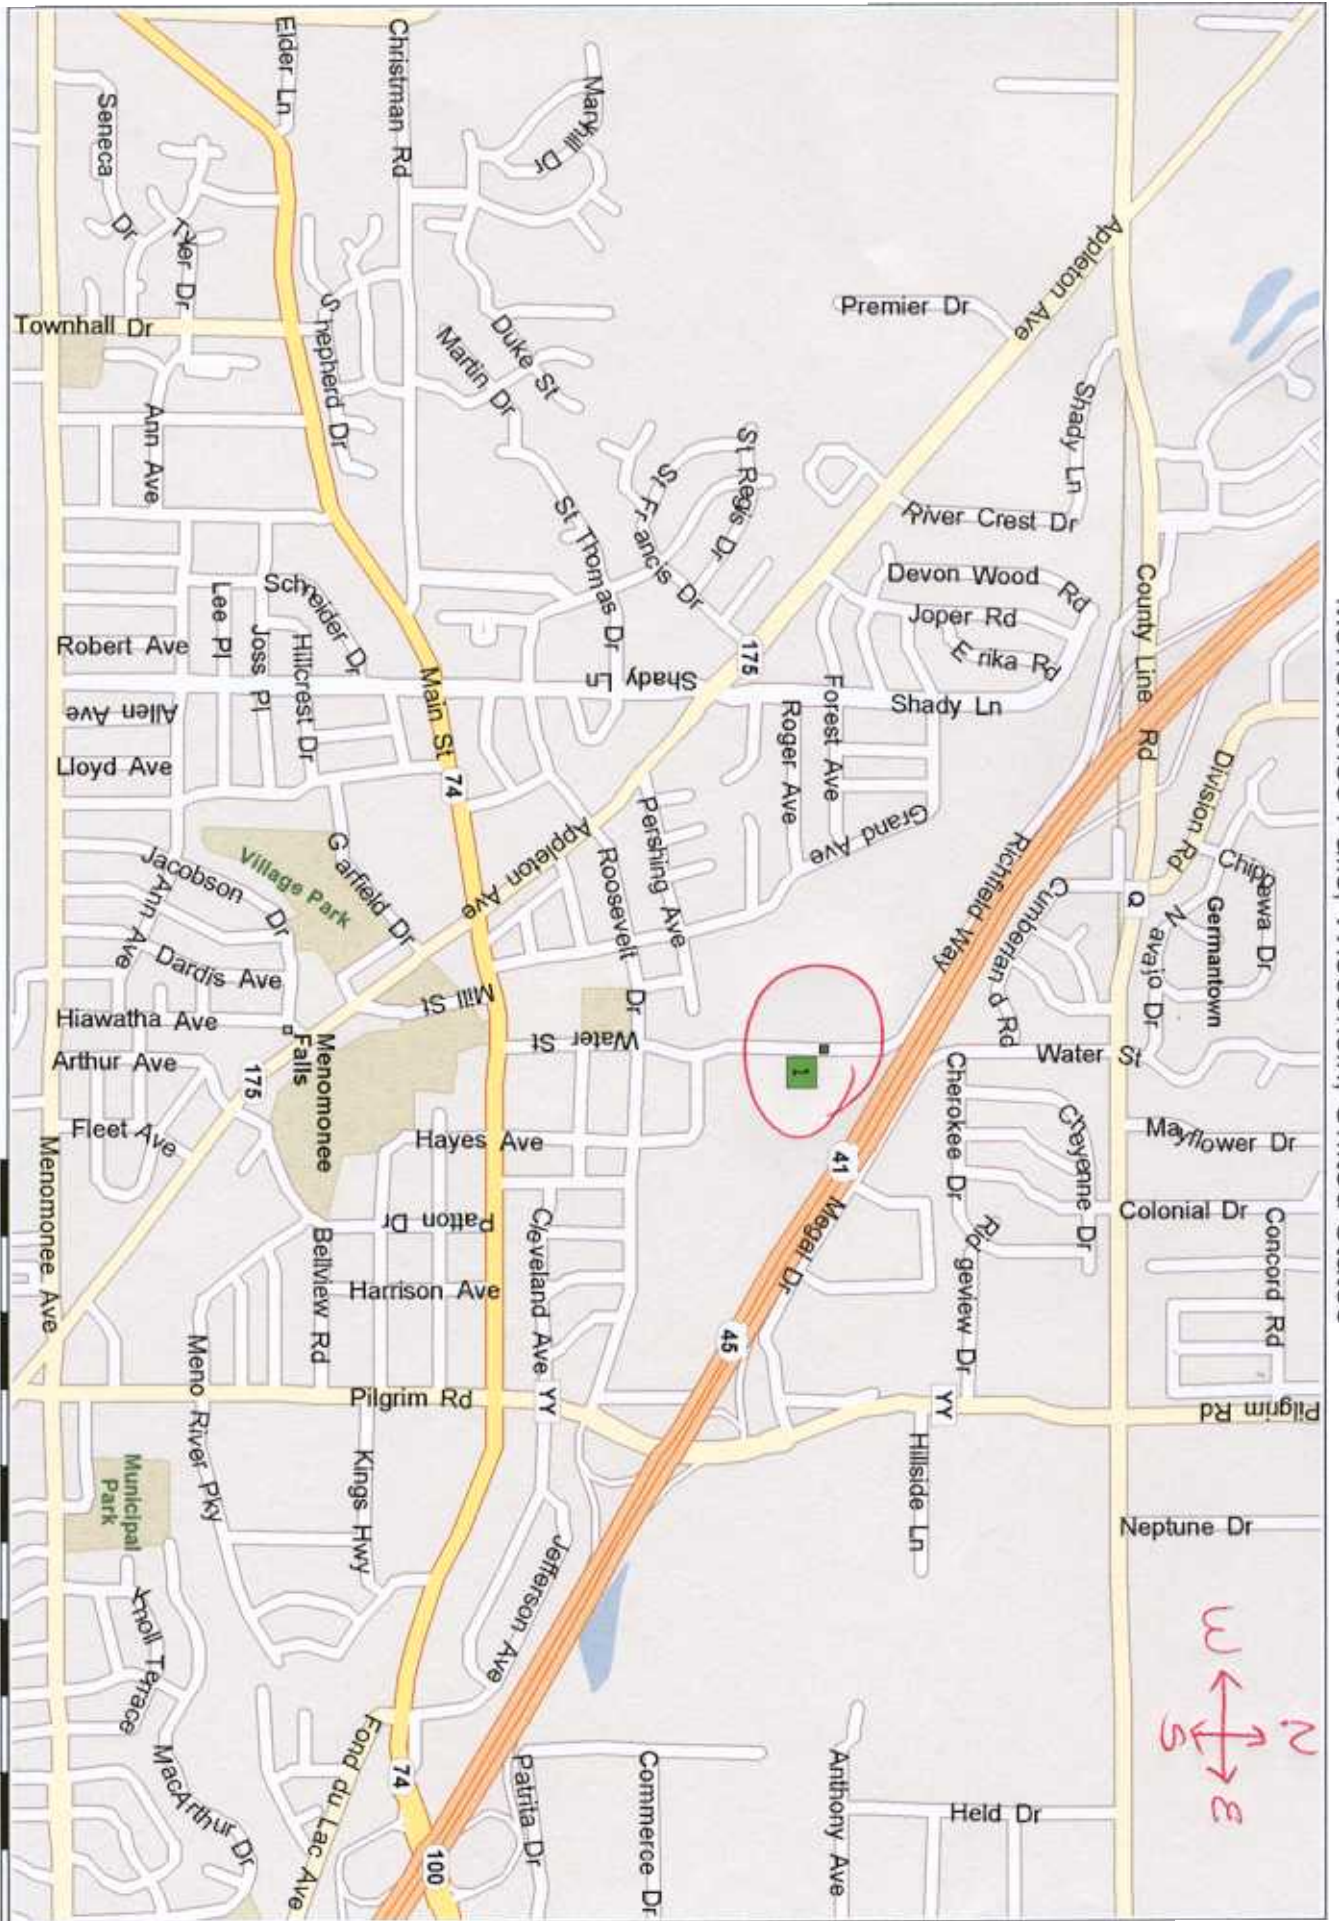 Elder Ln
Christman Rd
Seneca Dr
Tyler Dr
Maryhill Dr
Appleton Ave
Premier Dr
Townhall Dr
Shepherd Dr
Martin Dr
Duke St
Ann Ave
Shady Ln
St Regis Dr
St Francis Dr
St Thomas Dr
River Crest Dr
Devon Wood Rd
Joper Rd
Erika Rd
County Line Rd
Schneider Dr
Lee Pl
Joss Pl
Hillcrest Dr
Robert Ave
Allen Ave
Lloyd Ave
Main St
74
175
Shady Ln
Shady Ln
Forest Ave
Roger Ave
Grand Ave
Division Rd
Chippewa Dr
Germantown
Navajo Dr
Q
Richfield Way
Cumberland Rd
Pershing Ave
Roosevelt Dr
Appleton Ave
Village Park
Garfield Dr
Jacobson Dr
Ann Ave
Dardis Ave
Mill St
Water St
Water St
Hiawatha Ave
Arthur Ave
Menomonee
Falls
175
Fleet Ave
1
41
Cherokee Dr
Cheyenne Dr
Mayflower Dr
Colonial Dr
Concord Rd
Hayes Ave
Patton Dr
Cleveland Ave
Megal Dr
Ridgeview Dr
Bellview Rd
Harrison Ave
45
Menomonee Ave
Meno River Pky
Pilgrim Rd
YY
YY
Pilgrim Rd
Hillside Ln
Neptune Dr
Municipal
Park
Kings Hwy
Jefferson Ave
Knoll Terrace
MacArthur Dr
Fond du Lac Ave
74
100
Patrita Dr
Commerce Dr
Anthony Ave
Held Dr
N
W
E
S